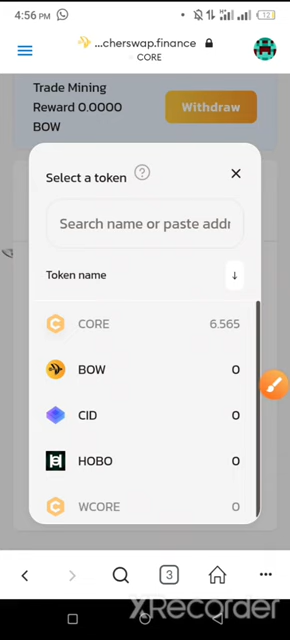 4:56 PM
12
...cherswap.finance
CORE
Trade Mining
Reward 0.0000
BOW
Withdraw
Select a token ?
Search name or paste addr
Token name ↓
CORE 6.565
BOW 0
CID 0
HOBO 0
WCORE 0
3
XRecorder